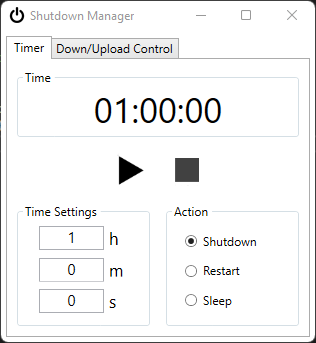 Shutdown Manager
Timer
Down/Upload Control
Time
01:00:00
Time Settings
1 h
0 m
0 s
Action
Shutdown
Restart
Sleep